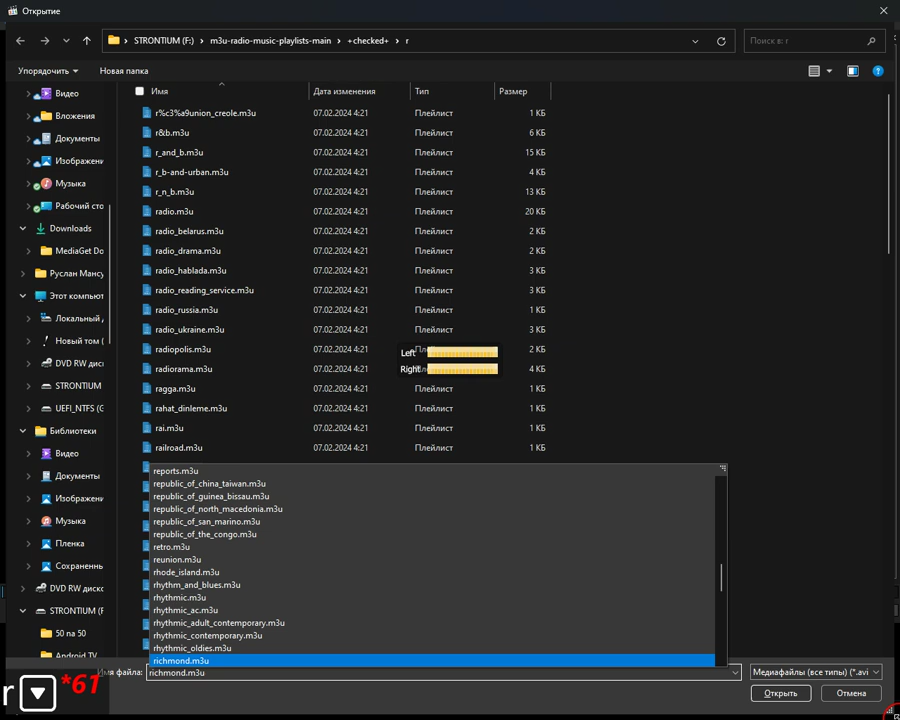 Открытие
STRONTIUM (F:) › m3u-radio-music-playlists-main › +checked+ › r
Поиск в: r
Упорядочить
Новая папка
Имя
Дата изменения
Тип
Размер
Видео
Вложения
Документы
Изображени
Музыка
Рабочий сто
Downloads
MediaGet Do
Руслан Мансу
Этот компьют
Локальный д
Новый том (
DVD RW диск
STRONTIUM
UEFI_NTFS (G
Библиотеки
Видео
Документы
Изображени
Музыка
Пленка
Сохраненны
DVD RW диско
STRONTIUM (F
50 na 50
Android TV
r%c3%a9union_creole.m3u 07.02.2024 4:21 Плейлист 1 КБ
r&b.m3u 07.02.2024 4:21 Плейлист 6 КБ
r_and_b.m3u 07.02.2024 4:21 Плейлист 15 КБ
r_b-and-urban.m3u 07.02.2024 4:21 Плейлист 4 КБ
r_n_b.m3u 07.02.2024 4:21 Плейлист 13 КБ
radio.m3u 07.02.2024 4:21 Плейлист 20 КБ
radio_belarus.m3u 07.02.2024 4:21 Плейлист 2 КБ
radio_drama.m3u 07.02.2024 4:21 Плейлист 2 КБ
radio_hablada.m3u 07.02.2024 4:21 Плейлист 3 КБ
radio_reading_service.m3u 07.02.2024 4:21 Плейлист 3 КБ
radio_russia.m3u 07.02.2024 4:21 Плейлист 1 КБ
radio_ukraine.m3u 07.02.2024 4:21 Плейлист 3 КБ
radiopolis.m3u 07.02.2024 4:21 Пле 2 КБ
radiorama.m3u 07.02.2024 4:21 Пле 4 КБ
Left
Right
ragga.m3u 07.02.2024 4:21 Плейлист 1 КБ
rahat_dinleme.m3u 07.02.2024 4:21 Плейлист 1 КБ
rai.m3u 07.02.2024 4:21 Плейлист 1 КБ
railroad.m3u 07.02.2024 4:21 Плейлист 1 КБ
reports.m3u
republic_of_china_taiwan.m3u
republic_of_guinea_bissau.m3u
republic_of_north_macedonia.m3u
republic_of_san_marino.m3u
republic_of_the_congo.m3u
retro.m3u
reunion.m3u
rhode_island.m3u
rhythm_and_blues.m3u
rhythmic.m3u
rhythmic_ac.m3u
rhythmic_adult_contemporary.m3u
rhythmic_contemporary.m3u
rhythmic_oldies.m3u
richmond.m3u
Имя файла: richmond.m3u
Медиафайлы (все типы) (*.avi
Открыть
Отмена
r *61